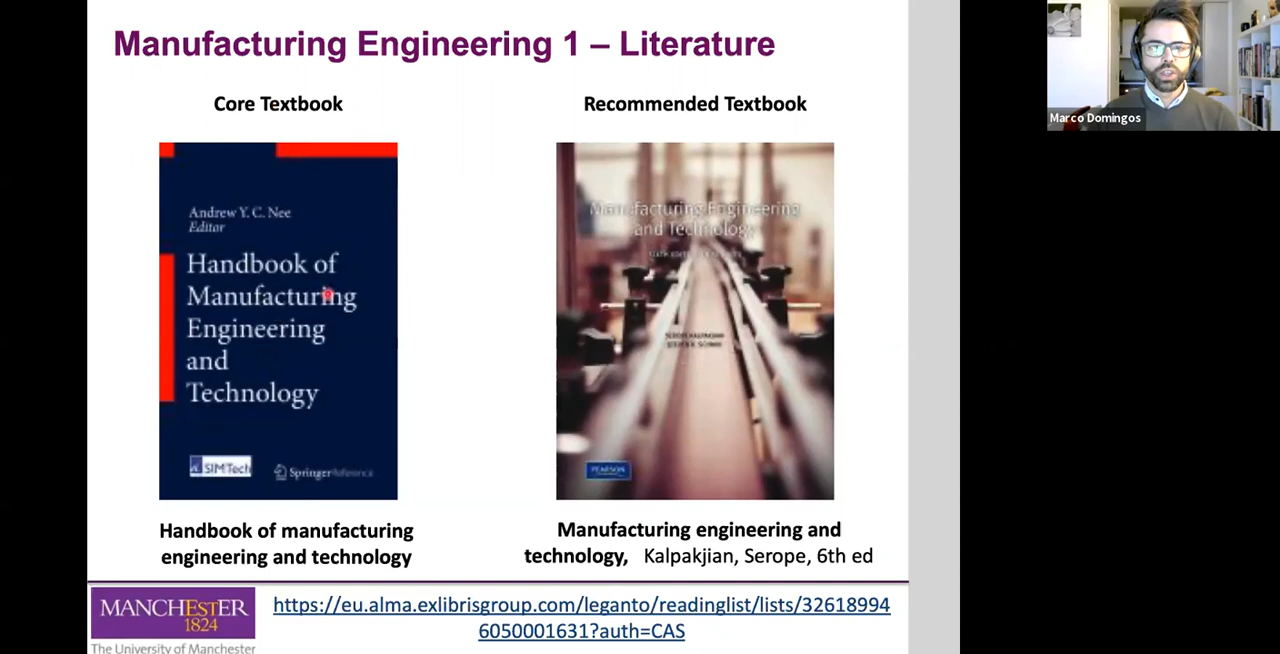 Manufacturing Engineering 1 – Literature
Marco Domingos
Core Textbook
Recommended Textbook
Andrew Y. C. Nee
Editor
Handbook of
Manufacturing
Engineering
and
Technology
SIMTech
SpringerReference
Manufacturing Engineering
and Technology
PEARSON
Handbook of manufacturing
engineering and technology
Manufacturing engineering and
technology, Kalpakjian, Serope, 6th ed
MANCHESTER
1824
The University of Manchester
https://eu.alma.exlibrisgroup.com/leganto/readinglist/lists/32618994
6050001631?auth=CAS